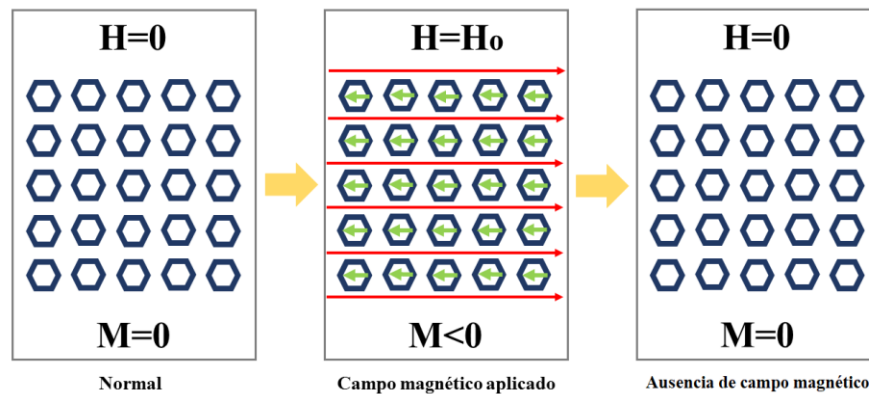 H=0
M=0
Normal
H=Ho
M<0
Campo magnético aplicado
H=0
M=0
Ausencia de campo magnético